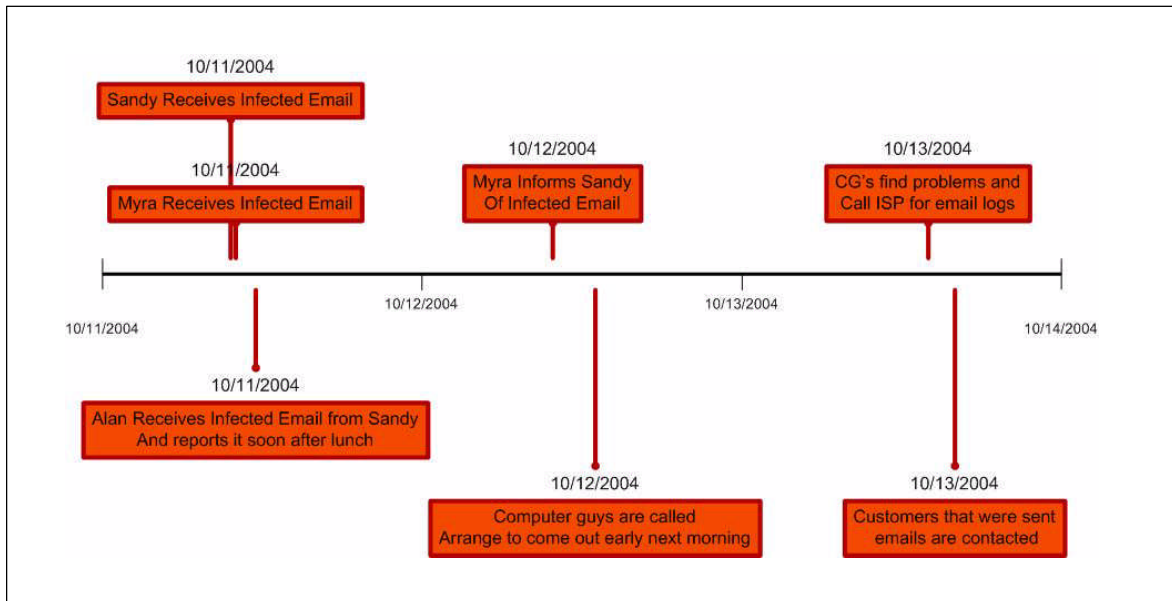 10/11/2004
Sandy Receives Infected Email
10/11/2004
Myra Receives Infected Email
10/12/2004
Myra Informs Sandy
Of Infected Email
10/13/2004
CG's find problems and
Call ISP for email logs
10/11/2004
10/12/2004
10/13/2004
10/14/2004
10/11/2004
Alan Receives Infected Email from Sandy
And reports it soon after lunch
10/12/2004
Computer guys are called
Arrange to come out early next morning
10/13/2004
Customers that were sent
emails are contacted